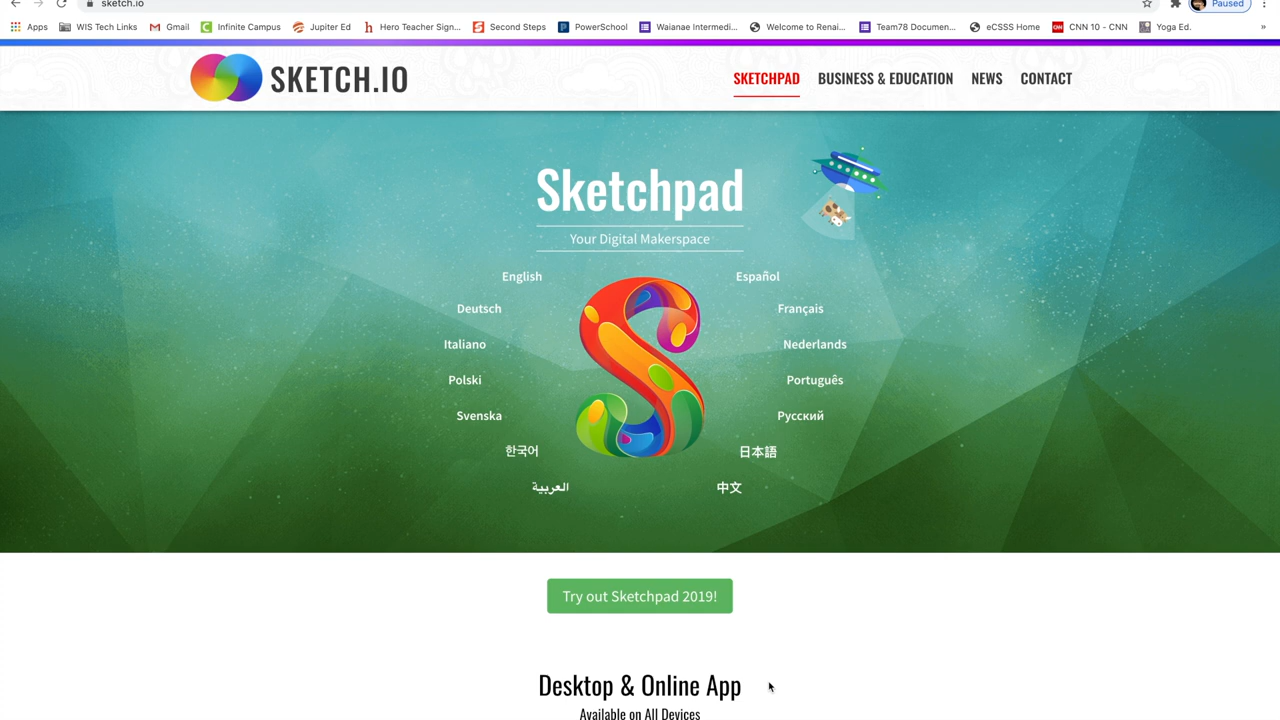 sketch.io
Paused
Apps WIS Tech Links Gmail Infinite Campus Jupiter Ed Hero Teacher Sign... Second Steps PowerSchool Waianae Intermedi... Welcome to Renai... Team78 Documen... eCSSS Home CNN 10 - CNN Yoga Ed. »
SKETCH.IO
SKETCHPAD BUSINESS & EDUCATION NEWS CONTACT
Sketchpad
Your Digital Makerspace
English Español
Deutsch Français
Italiano Nederlands
Polski Português
Svenska Русский
한국어 日本語
العربية 中文
Try out Sketchpad 2019!
Desktop & Online App
Available on All Devices